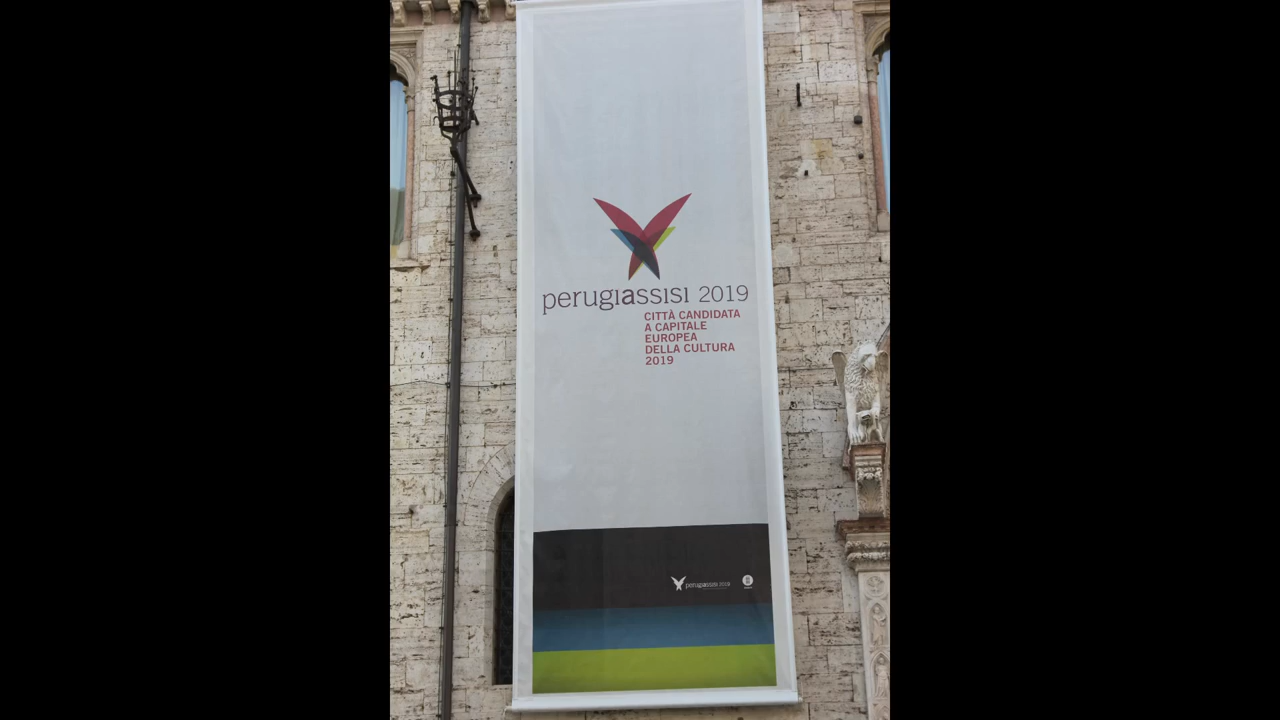 perugiassisi 2019
CITTÀ CANDIDATA
A CAPITALE
EUROPEA
DELLA CULTURA
2019
perugiassisi 2019